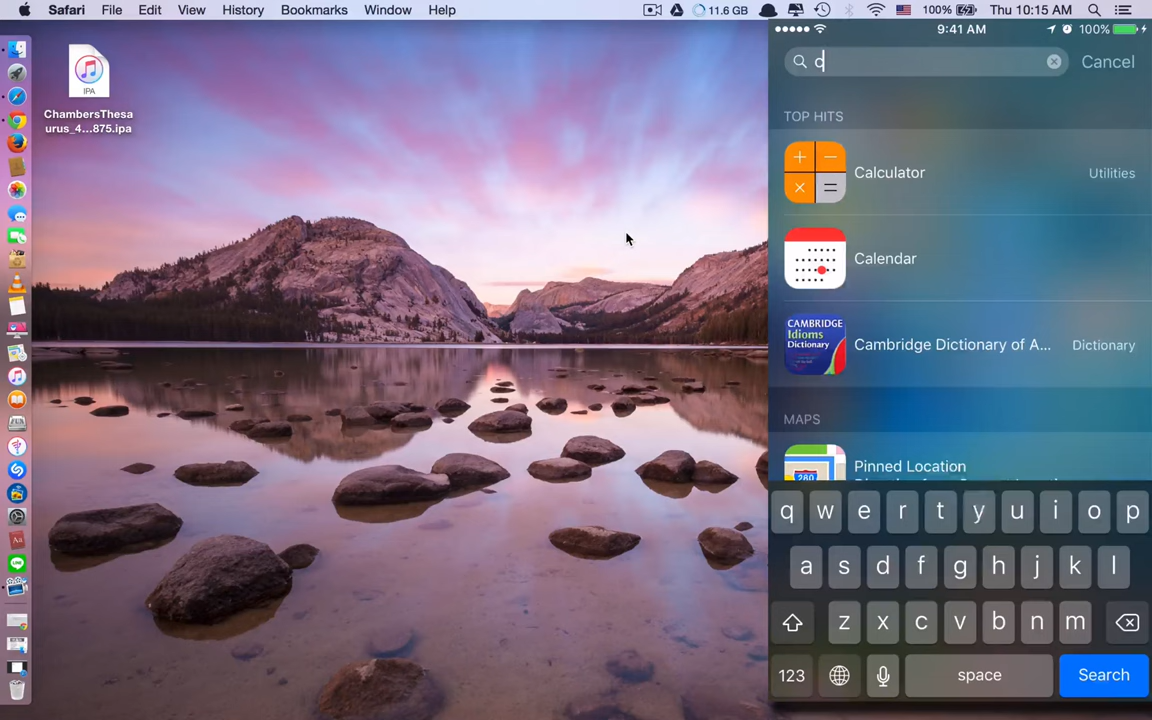 Safari File Edit View History Bookmarks Window Help 11.6 GB 100% Thu 10:15 AM
IPA
ChambersThesa
urus_4...875.ipa
9:41 AM 100%
c Cancel
TOP HITS
Calculator Utilities
Calendar
CAMBRIDGE
Idioms
Dictionary
Cambridge Dictionary of A... Dictionary
MAPS
280
Pinned Location
q w e r t y u i o p
a s d f g h j k l
z x c v b n m
123 space Search